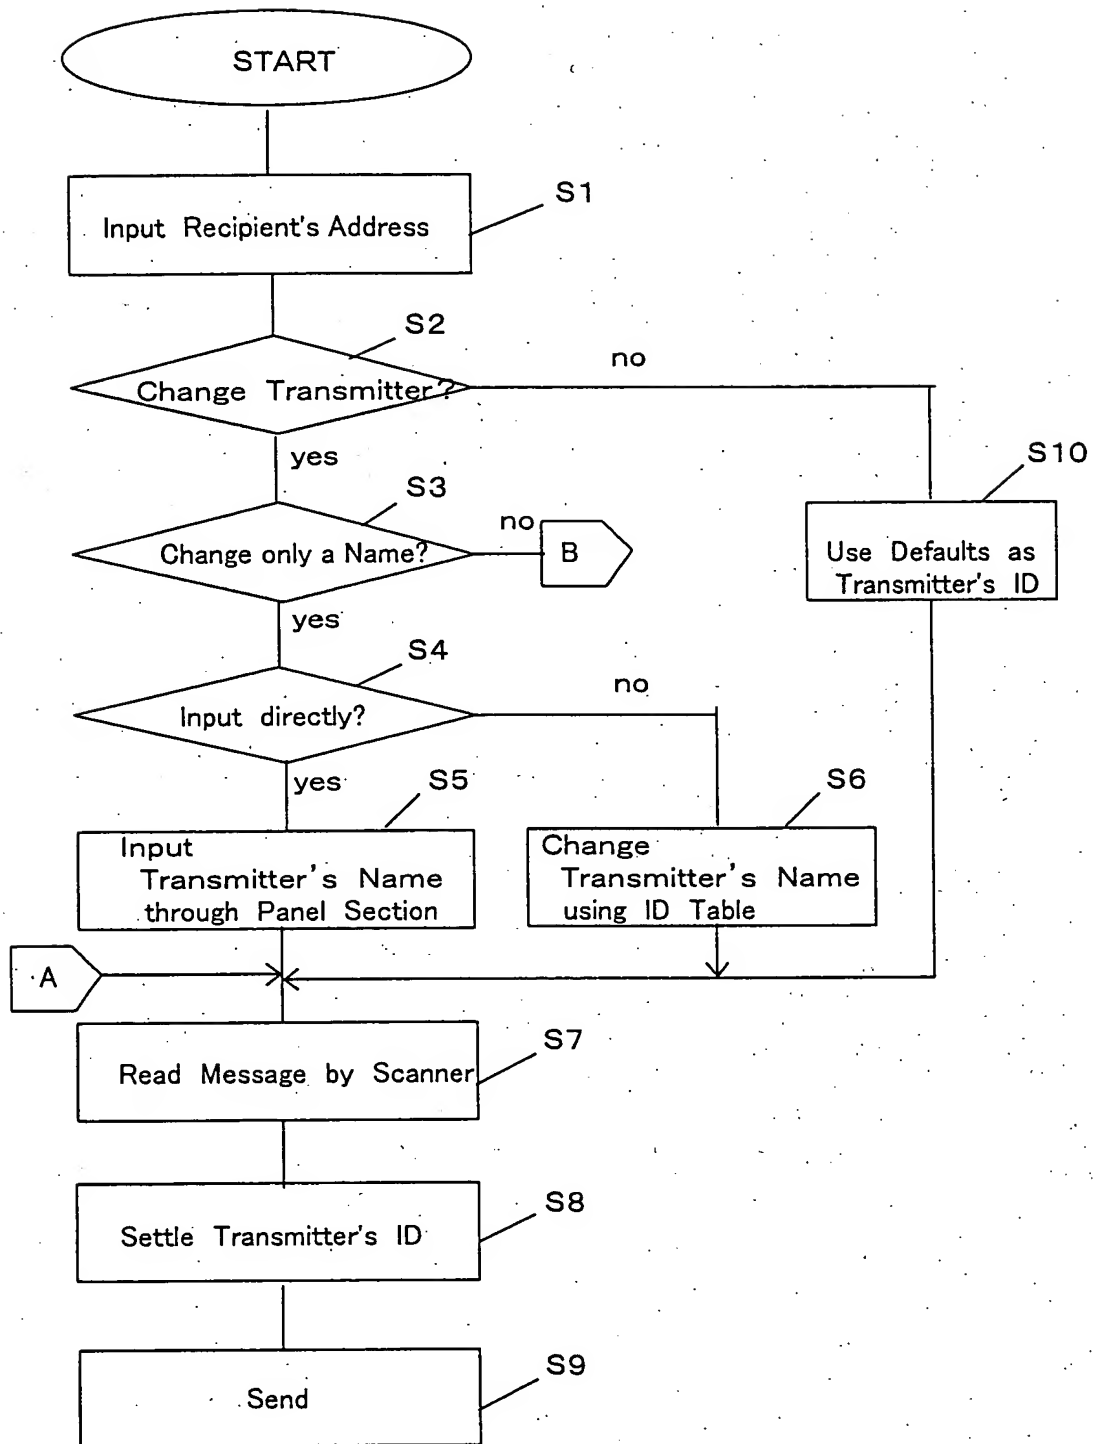 START
S1
Input Recipient's Address
S2
no
Change Transmitter?
yes
S10
S3
no
B
Change only a Name?
Use Defaults as
Transmitter's ID
yes
S4
no
Input directly?
yes
S5
S6
Input
Transmitter's Name
through Panel Section
Change
Transmitter's Name
using ID Table
A
S7
Read Message by Scanner
S8
Settle Transmitter's ID
S9
Send